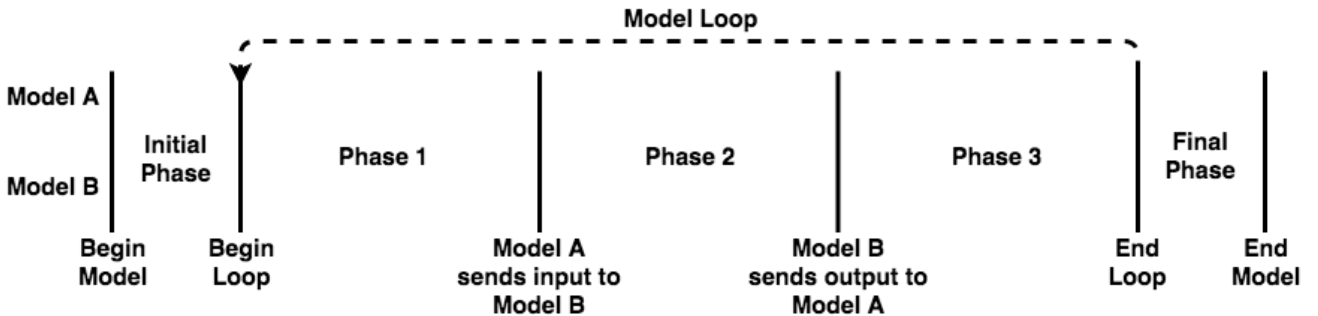 Model Loop
Model A
Model B
Initial
Phase
Phase 1
Phase 2
Phase 3
Final
Phase
Begin
Model
Begin
Loop
Model A
sends input to
Model B
Model B
sends output to
Model A
End
Loop
End
Model